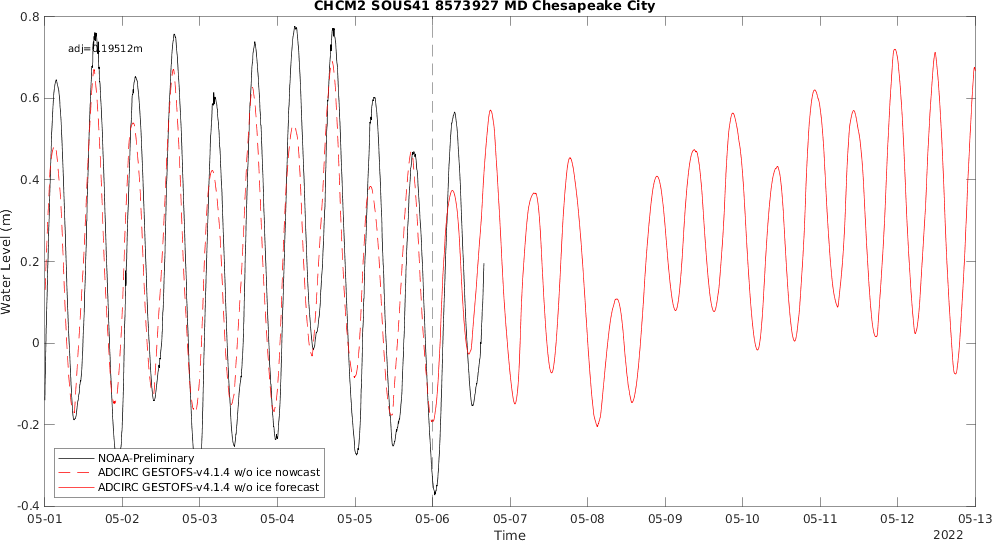 CHCM2 SOUS41 8573927 MD Chesapeake City
adj=0.19512m
Water Level (m)
0.8
0.6
0.4
0.2
0
-0.2
-0.4
NOAA-Preliminary
ADCIRC GESTOFS-v4.1.4 w/o ice nowcast
ADCIRC GESTOFS-v4.1.4 w/o ice forecast
05-01 05-02 05-03 05-04 05-05 05-06 05-07 05-08 05-09 05-10 05-11 05-12 05-13
Time
2022